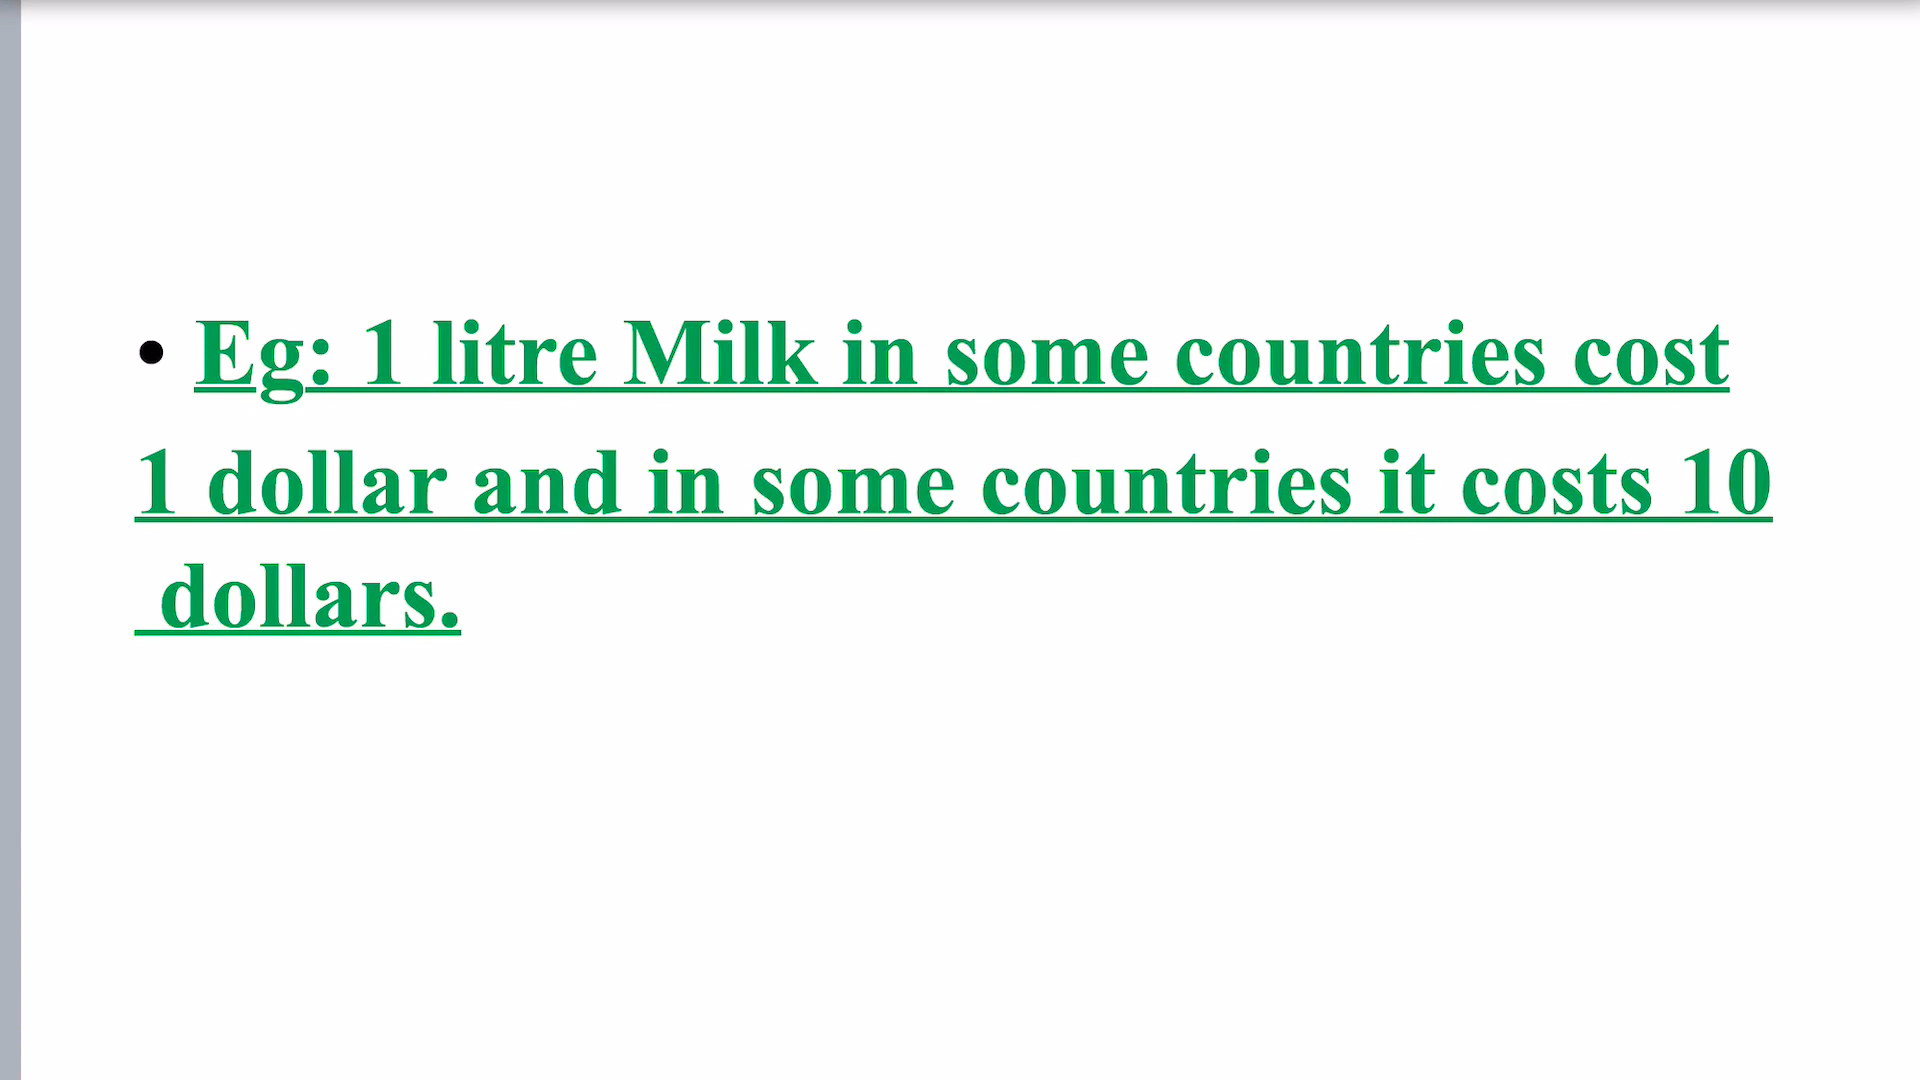 • Eg: 1 litre Milk in some countries cost
1 dollar and in some countries it costs 10
dollars.